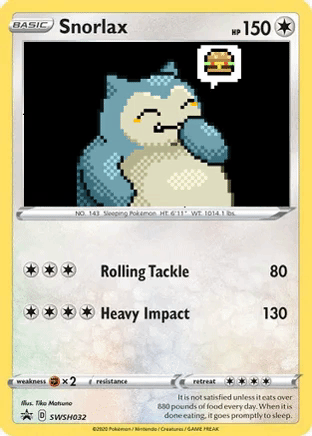 BASIC Snorlax HP 150
NO. 143 Sleeping Pokémon HT: 6'11" WT: 1014.1 lbs.
Rolling Tackle 80
Heavy Impact 130
weakness ×2 resistance retreat
Illus. Tika Matsuno
It is not satisfied unless it eats over
880 pounds of food every day. When it is
done eating, it goes promptly to sleep.
D SWSH032
©2020 Pokémon / Nintendo / Creatures / GAME FREAK